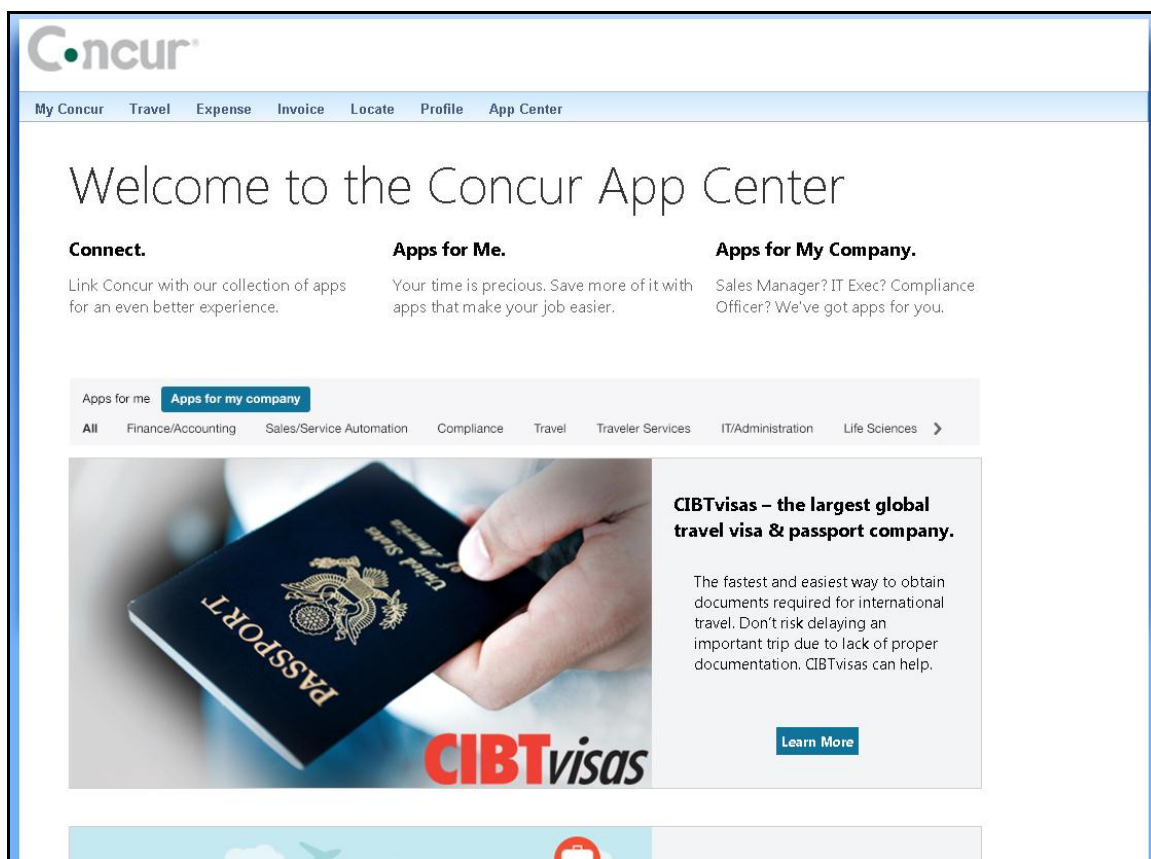 Concur®
My Concur Travel Expense Invoice Locate Profile App Center
Welcome to the Concur App Center
Connect.
Link Concur with our collection of apps
for an even better experience.
Apps for Me.
Your time is precious. Save more of it with
apps that make your job easier.
Apps for My Company.
Sales Manager? IT Exec? Compliance
Officer? We've got apps for you.
Apps for me Apps for my company
All Finance/Accounting Sales/Service Automation Compliance Travel Traveler Services IT/Administration Life Sciences
United States
of America
PASSPORT
CIBTvisas
CIBTvisas – the largest global
travel visa & passport company.
The fastest and easiest way to obtain
documents required for international
travel. Don't risk delaying an
important trip due to lack of proper
documentation. CIBTvisas can help.
Learn More